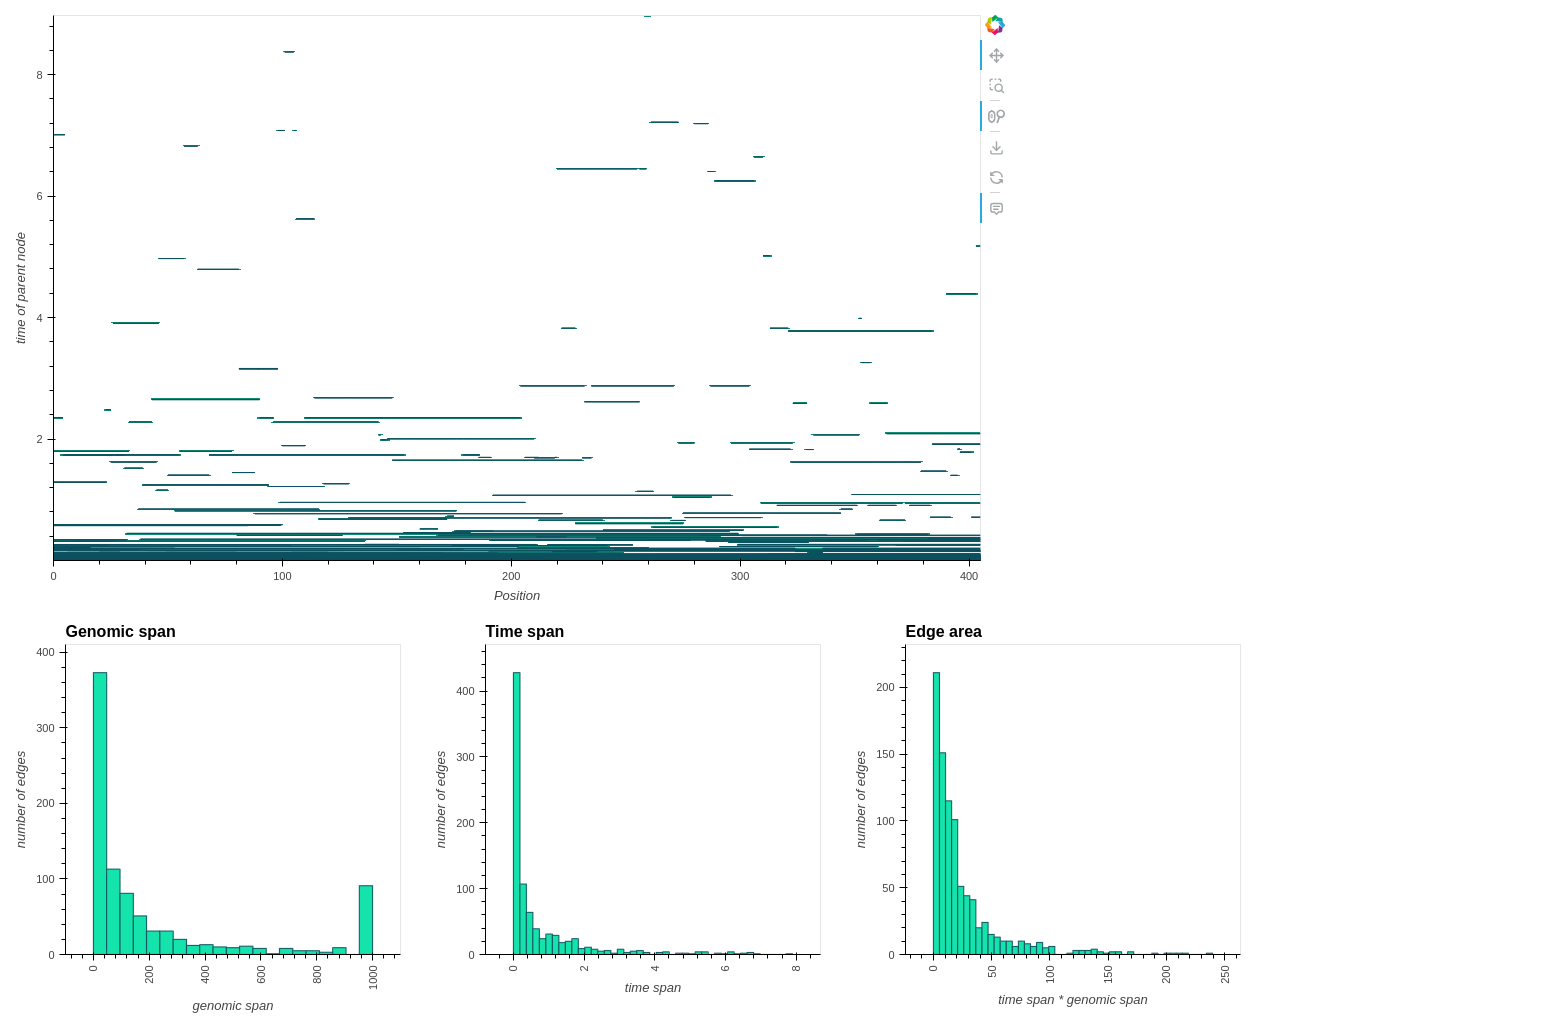 8
6
4
2
time of parent node
0 100 200 300 400
Position
Genomic span
400
300
200
100
0
number of edges
0 200 400 600 800 1000
genomic span
Time span
400
300
200
100
0
number of edges
0 2 4 6 8
time span
Edge area
200
150
100
50
0
number of edges
0 50 100 150 200 250
time span * genomic span